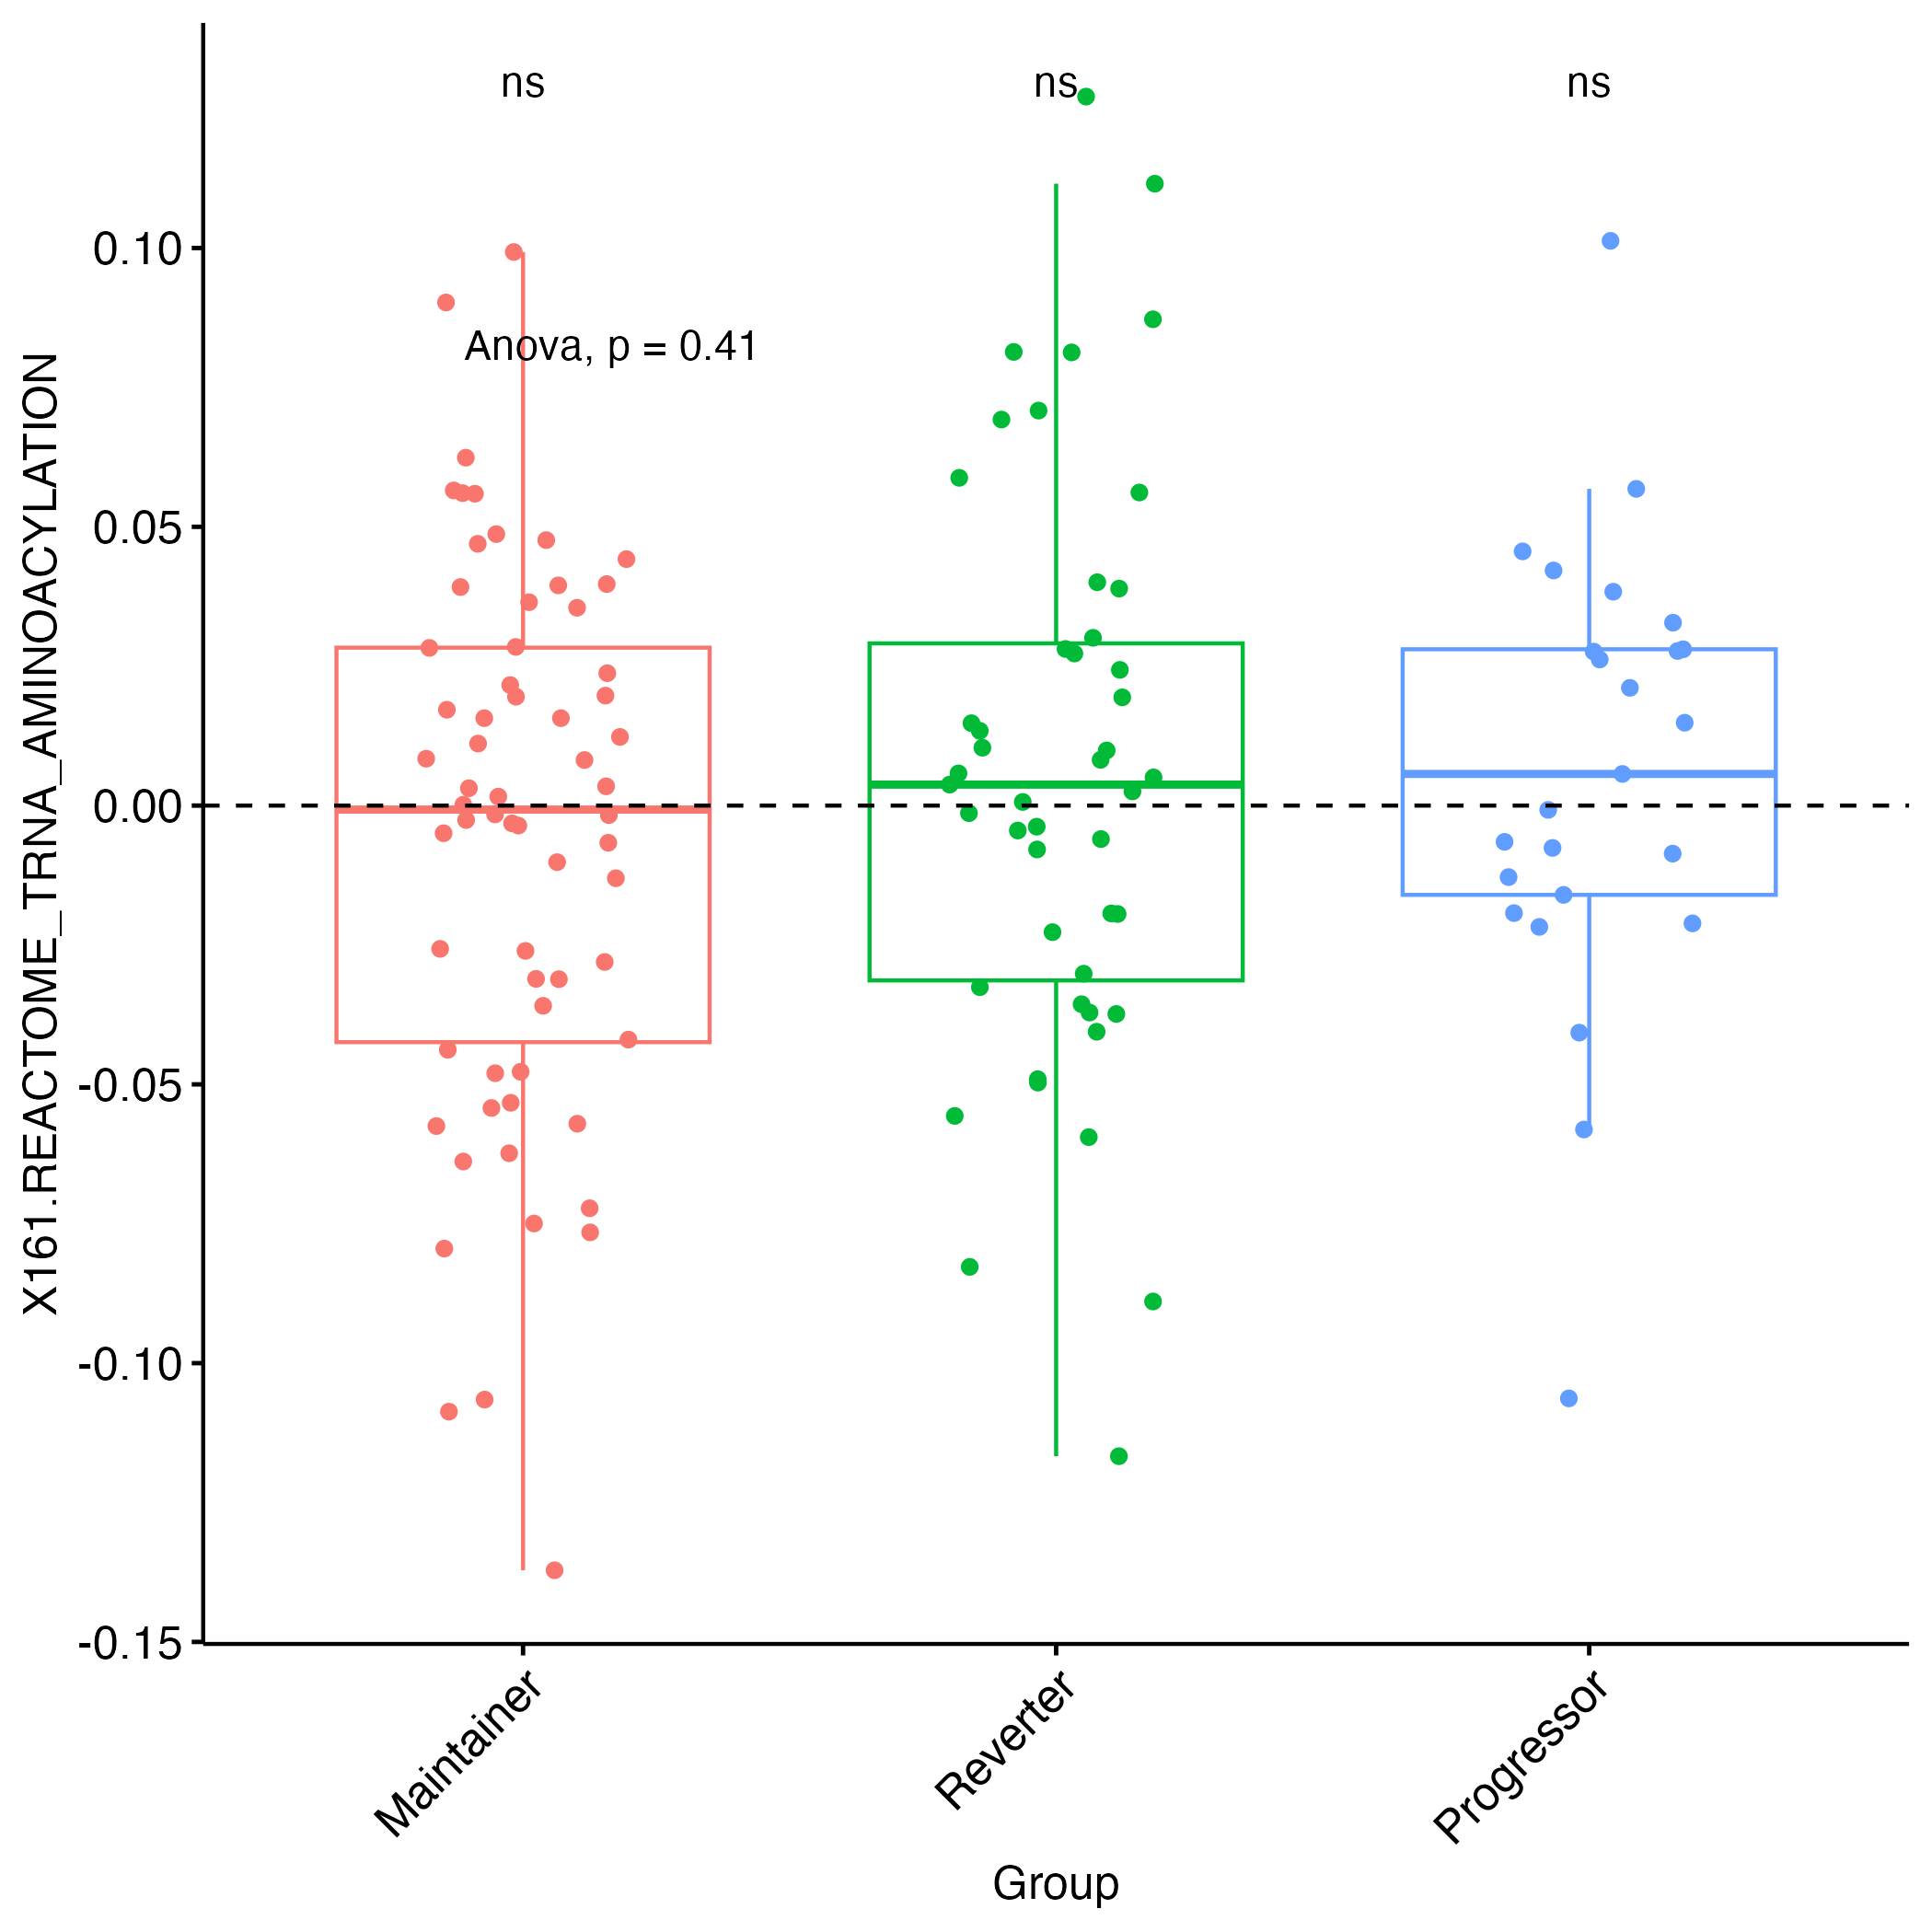 ns
ns
ns
Anova, p = 0.41
X161.REACTOME_TRNA_AMINOACYLATION
0.10
0.05
0.00
-0.05
-0.10
-0.15
Maintainer
Reverter
Progressor
Group